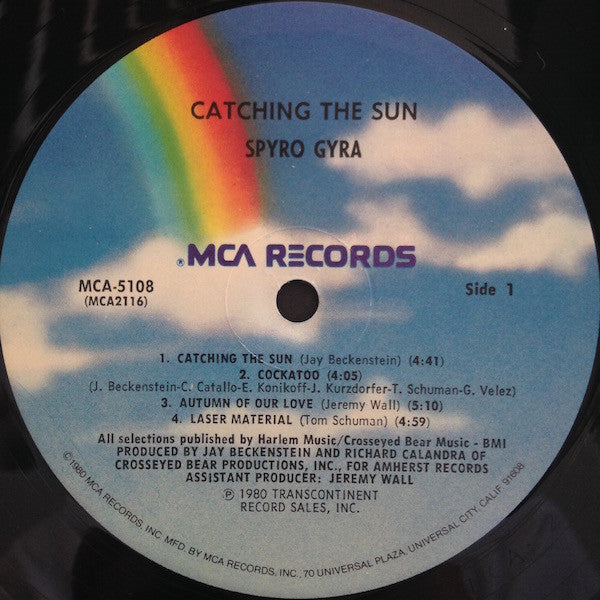 CATCHING THE SUN
SPYRO GYRA
® MCA RECORDS
MCA-5108
(MCA2116)
Side 1
1. CATCHING THE SUN (Jay Beckenstein) (4:41)
2. COCKATOO (4:05)
(J. Beckenstein-C. Catallo-E. Konikoff-J. Kurzdorfer-T. Schuman-G. Velez)
3. AUTUMN OF OUR LOVE (Jeremy Wall) (5:10)
4. LASER MATERIAL (Tom Schuman) (4:59)
All selections published by Harlem Music/Crosseyed Bear Music - BMI
PRODUCED BY JAY BECKENSTEIN AND RICHARD CALANDRA OF
CROSSEYED BEAR PRODUCTIONS, INC., FOR AMHERST RECORDS
ASSISTANT PRODUCER: JEREMY WALL
℗ 1980 TRANSCONTINENT
RECORD SALES, INC.
©1980 MCA RECORDS, INC. MFD. BY MCA RECORDS, INC., 70 UNIVERSAL PLAZA, UNIVERSAL CITY, CALIF. 91608